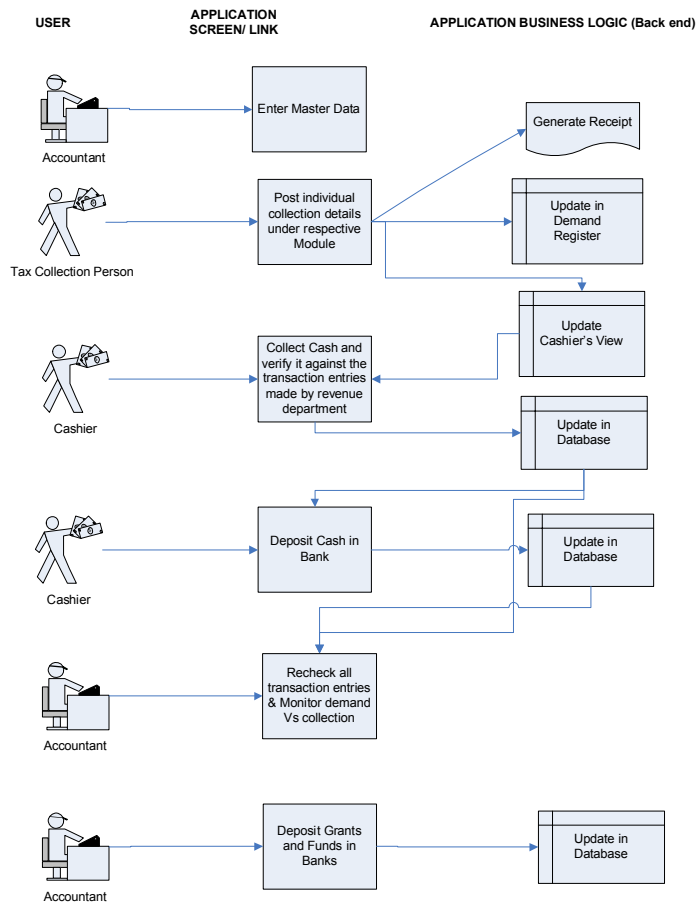 USER
APPLICATION
SCREEN/ LINK
APPLICATION BUSINESS LOGIC (Back end)
Accountant
Enter Master Data
Generate Receipt
Tax Collection Person
Post individual
collection details
under respective
Module
Update in
Demand
Register
Update
Cashier's View
Cashier
Collect Cash and
verify it against the
transaction entries
made by revenue
department
Update in
Database
Cashier
Deposit Cash in
Bank
Update in
Database
Accountant
Recheck all
transaction entries
& Monitor demand
Vs collection
Accountant
Deposit Grants
and Funds in
Banks
Update in
Database